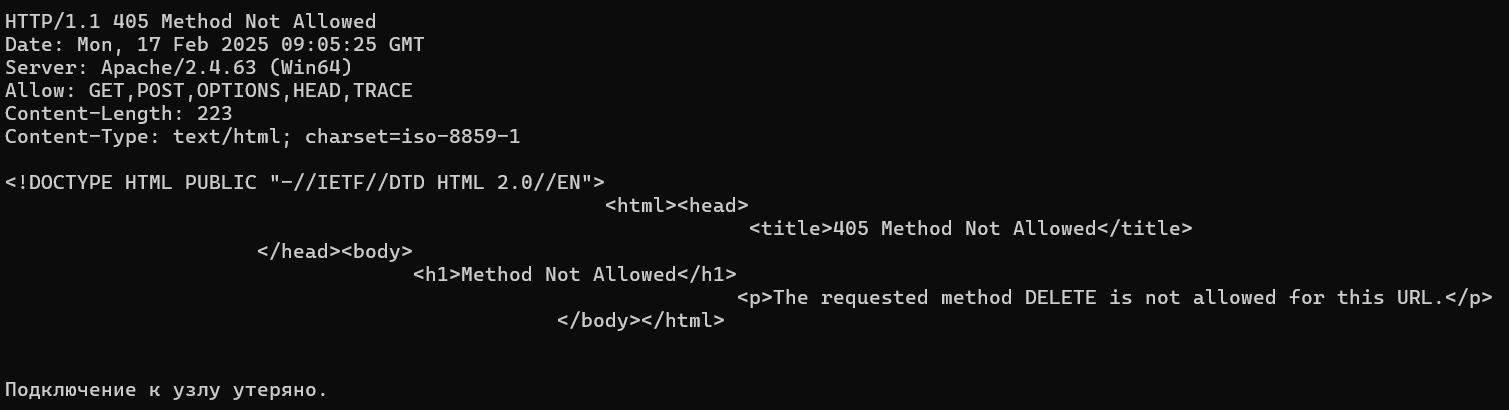 HTTP/1.1 405 Method Not Allowed
Date: Mon, 17 Feb 2025 09:05:25 GMT
Server: Apache/2.4.63 (Win64)
Allow: GET,POST,OPTIONS,HEAD,TRACE
Content-Length: 223
Content-Type: text/html; charset=iso-8859-1
<!DOCTYPE HTML PUBLIC "-//IETF//DTD HTML 2.0//EN">
<html><head>
<title>405 Method Not Allowed</title>
</head><body>
<h1>Method Not Allowed</h1>
<p>The requested method DELETE is not allowed for this URL.</p>
</body></html>
Подключение к узлу утеряно.